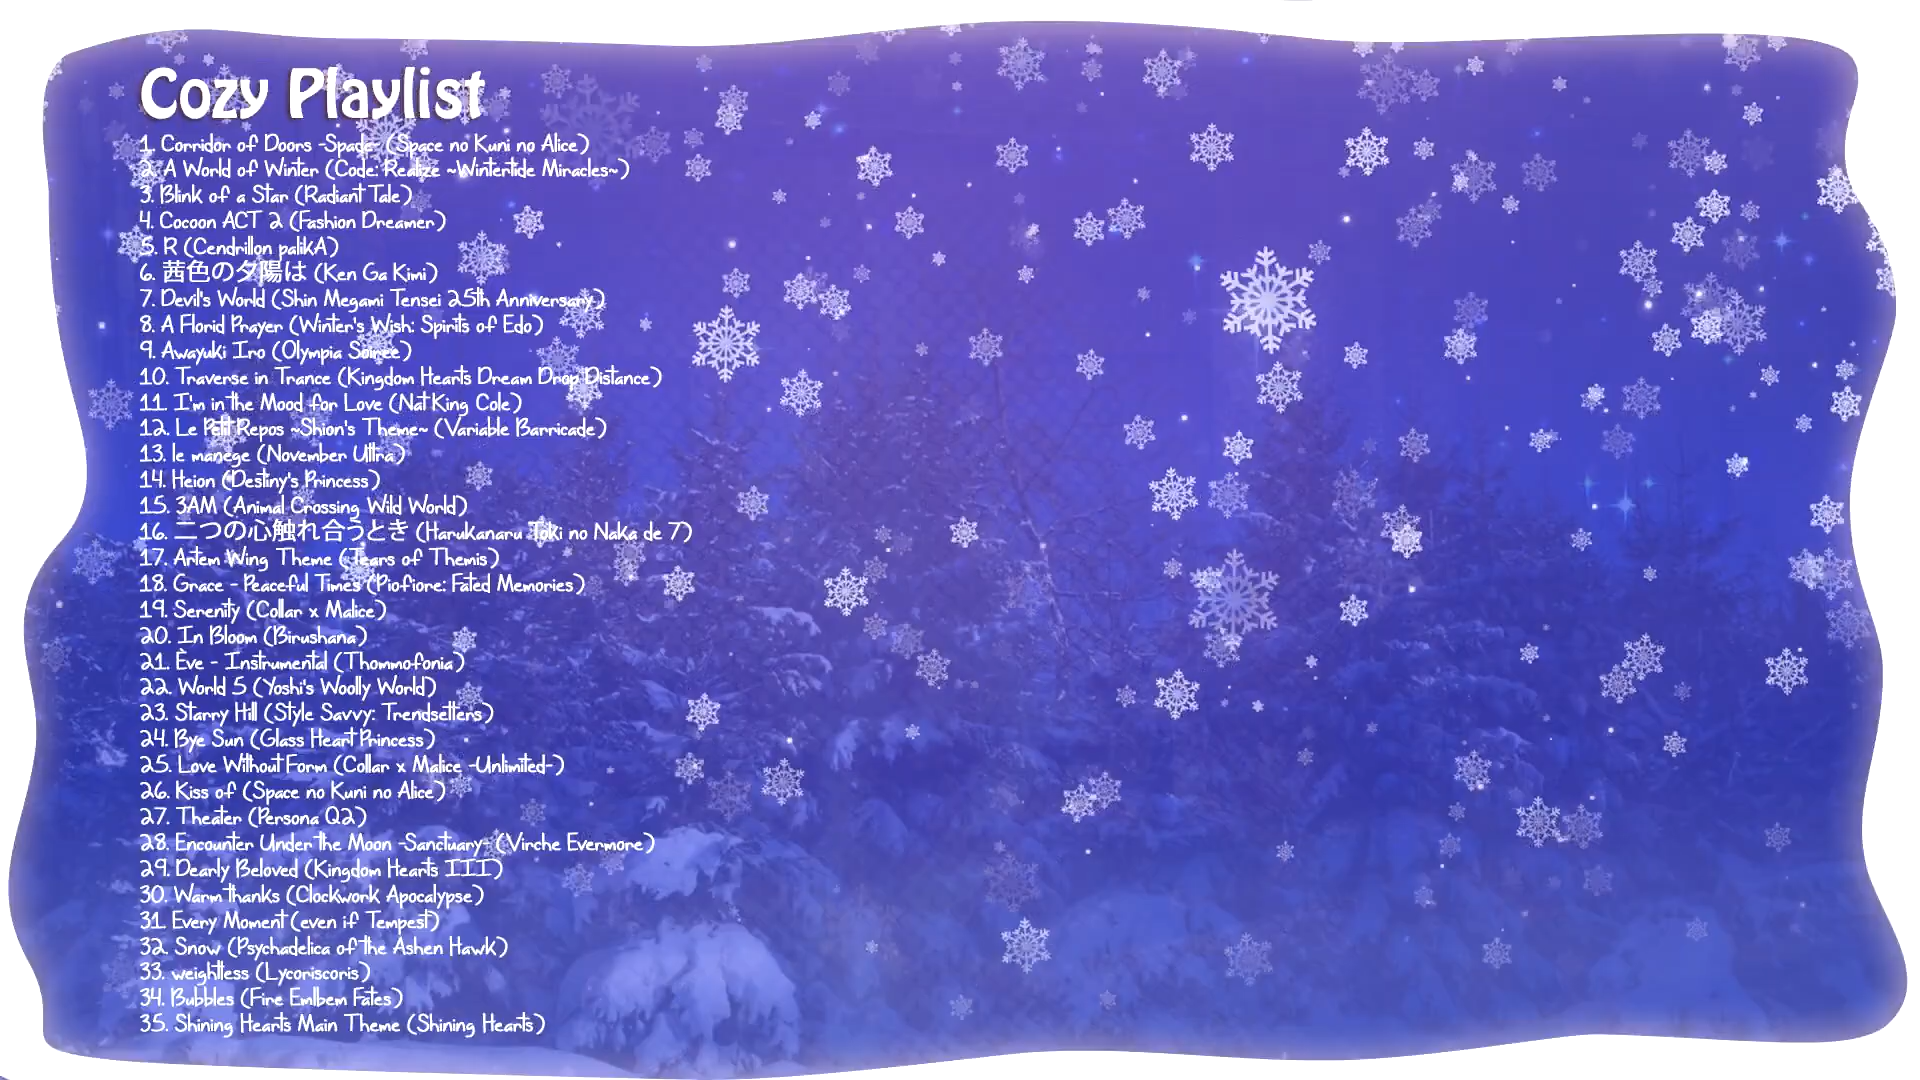 Cozy Playlist
1. Corridor of Doors -Spade- (Space no Kuni no Alice)
2. A World of Winter (Code: Realize ~Wintertide Miracles~)
3. Blink of a Star (Radiant Tale)
4. Cocoon ACT 2 (Fashion Dreamer)
5. R (Cendrillon palikA)
6. 茜色の夕陽は (Ken Ga Kimi)
7. Devil's World (Shin Megami Tensei 25th Anniversary)
8. A Florid Prayer (Winter's Wish: Spirits of Edo)
9. Awayuki Iro (Olympia Soiree)
10. Traverse in Trance (Kingdom Hearts Dream Drop Distance)
11. I'm in the Mood for Love (Nat King Cole)
12. Le Petit Repos ~Shion's Theme~ (Variable Barricade)
13. le manège (November Ultra)
14. Heion (Destiny's Princess)
15. 3AM (Animal Crossing Wild World)
16. 二つの心触れ合うとき (Harukanaru Toki no Naka de 7)
17. Artem Wing Theme (Tears of Themis)
18. Grace - Peaceful Times (Piofiore: Fated Memories)
19. Serenity (Collar x Malice)
20. In Bloom (Birushana)
21. Ève - Instrumental (Thommofonia)
22. World 5 (Yoshi's Woolly World)
23. Starry Hill (Style Savvy: Trendsetters)
24. Bye Sun (Glass Heart Princess)
25. Love Without Form (Collar x Malice -Unlimited-)
26. Kiss of (Space no Kuni no Alice)
27. Theater (Persona Q2)
28. Encounter Under the Moon -Sanctuary- (Virche Evermore)
29. Dearly Beloved (Kingdom Hearts III)
30. Warm thanks (Clockwork Apocalypse)
31. Every Moment (even if Tempest)
32. Snow (Psychadelica of the Ashen Hawk)
33. weightless (Lycoriscoris)
34. Bubbles (Fire Emlbem Fates)
35. Shining Hearts Main Theme (Shining Hearts)